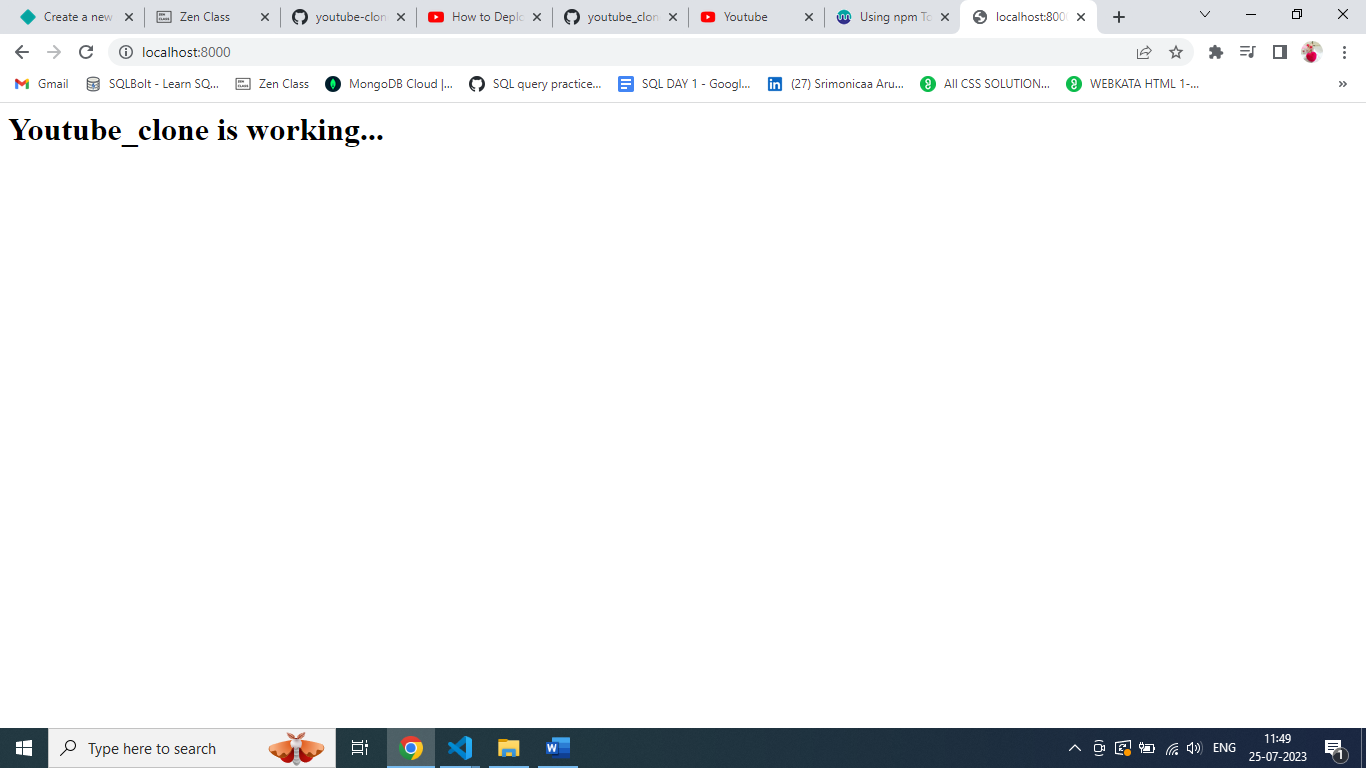 Create a new
Zen Class
youtube-clon
How to Deplo
youtube_clon
Youtube
Using npm To
localhost:800
localhost:8000
Gmail
SQLBolt - Learn SQ...
Zen Class
MongoDB Cloud |...
SQL query practice...
SQL DAY 1 - Googl...
(27) Srimonicaa Aru...
All CSS SOLUTION...
WEBKATA HTML 1-...
»
Youtube_clone is working...
Type here to search
ENG
11:49
25-07-2023
1